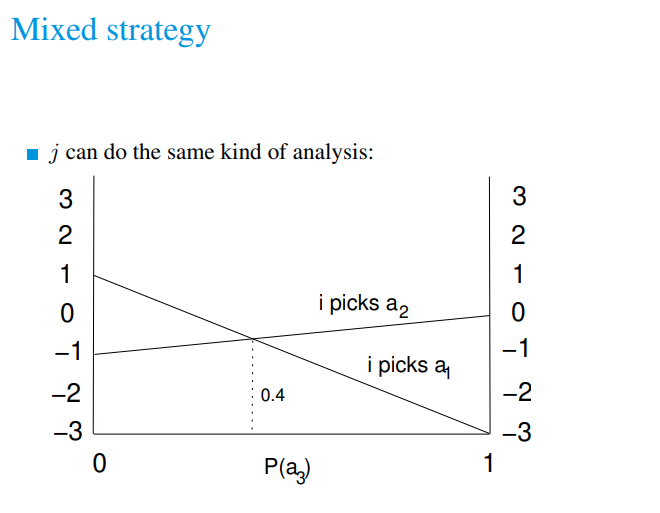 Mixed strategy
j can do the same kind of analysis:
3 3
2 2
1 1
i picks a2
0 0
−1 −1
i picks a1
−2 0.4 −2
−3 −3
0 P(a3) 1